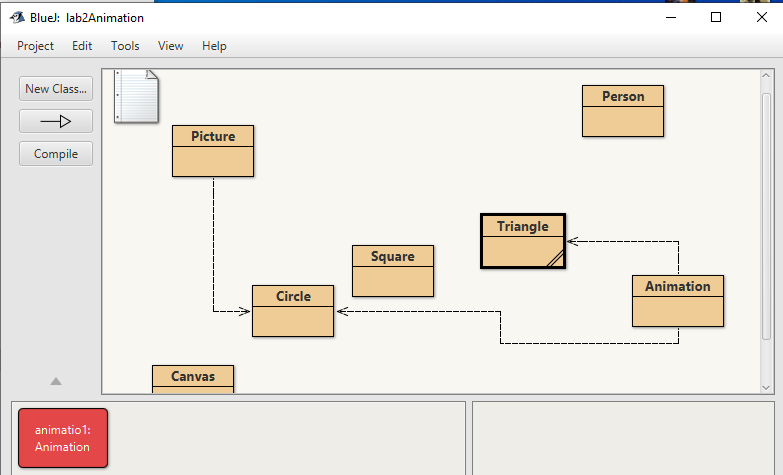 BlueJ: lab2Animation
Project Edit Tools View Help
New Class...
Compile
Person
Picture
Triangle
Square
Animation
Circle
Canvas
animatio1:
Animation